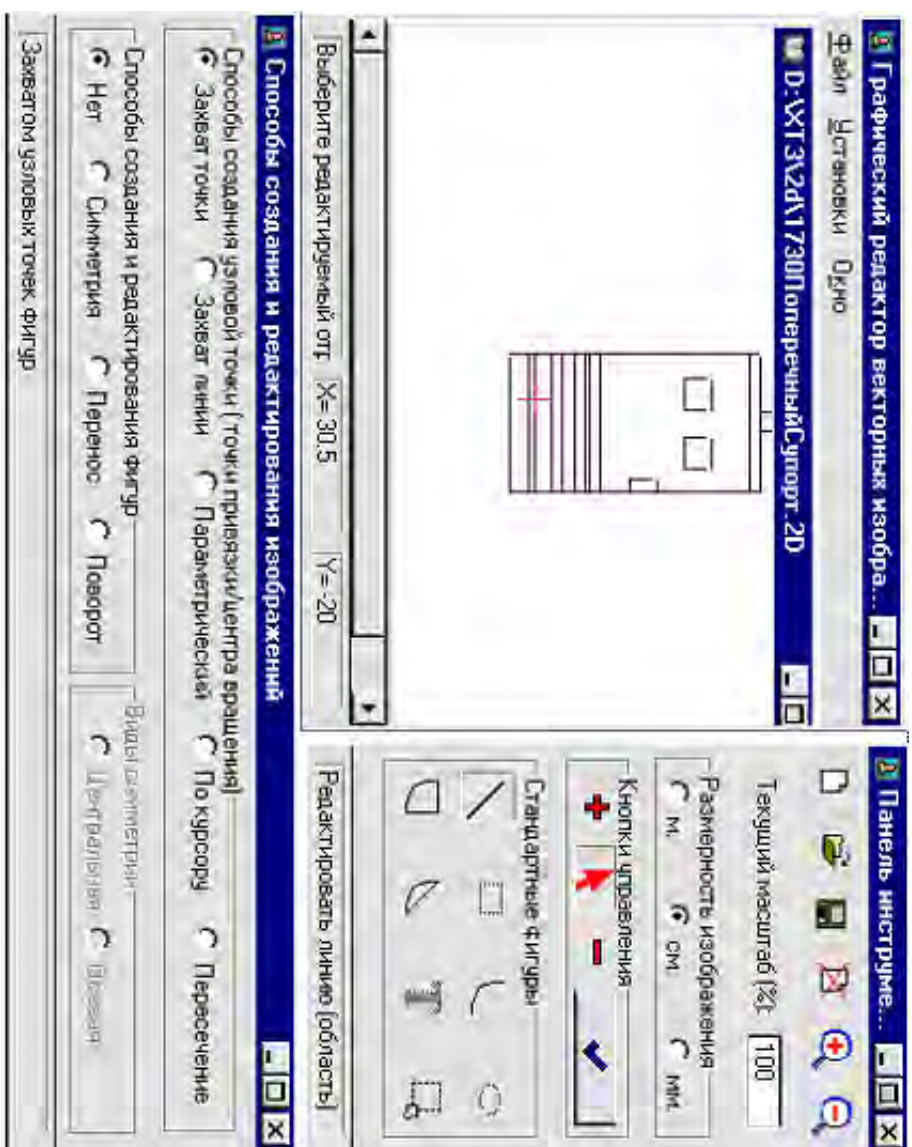 Графический редактор векторных изобра...
Файл Установки Окно
D:\XT3\2d\1730ПоперечныйСупорт.2D
Выберите редактируемый отр X= 30.5 Y= -20
Панель инструме...
Текущий масштаб (%): 100
Размерность изображения
м. см. мм.
Кнопки управления
Стандартные фигуры
Редактировать линию (область)
Способы создания и редактирования изображений
Способы создания узловой точки (точки привязки/центра вращения)
Захват точки Захват линии Параметрический По курсору Пересечение
Способы создания и редактирования фигур
Нет Симметрия Перенос Поворот
Виды симметрии
Центральная Осевая
Захватом узловых точек фигур